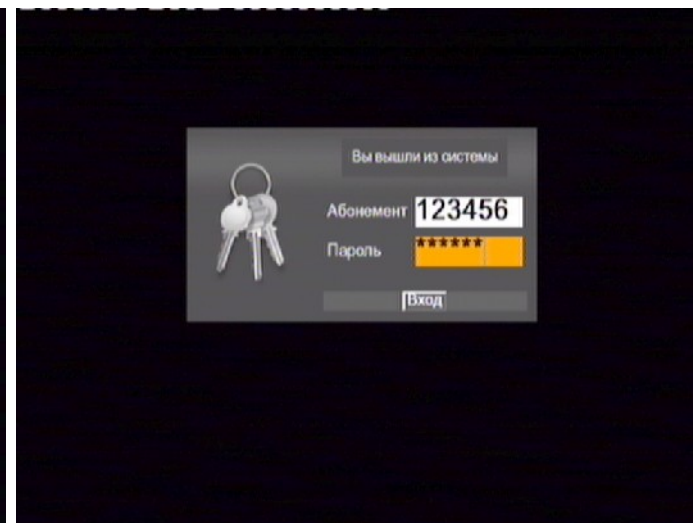 Вы вышли из системы
Абонемент 123456
Пароль ******
Вход